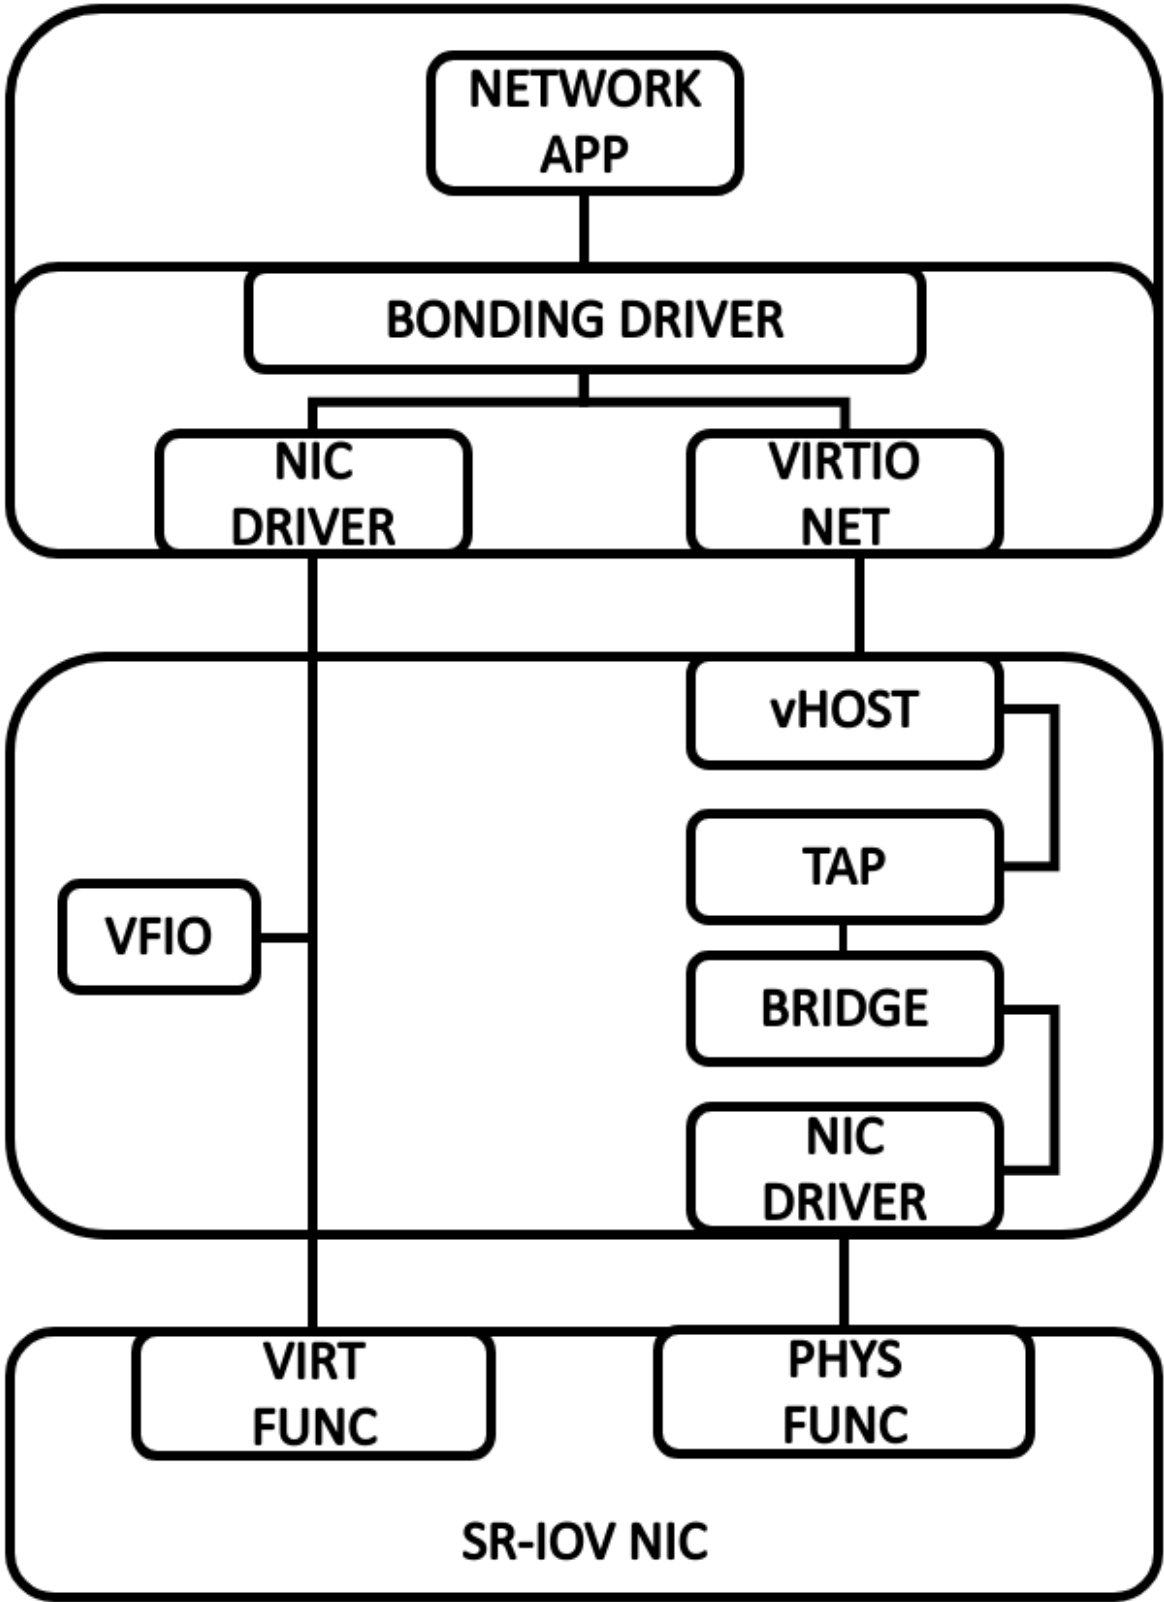 NETWORK
APP
BONDING DRIVER
NIC
DRIVER
VIRTIO
NET
vHOST
TAP
VFIO
BRIDGE
NIC
DRIVER
VIRT
FUNC
PHYS
FUNC
SR-IOV NIC